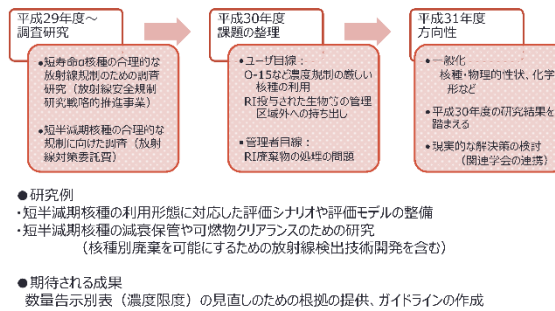 平成29年度～
調査研究
●短寿命α核種の合理的な
放射線規制のための調査
研究（放射線安全規制
研究戦略的推進事業）
●短半減期核種の合理的な
規制に向けた調査（放射
線対策委託費）
平成30年度
課題の整理
●ユーザ目線：
O-15など濃度規制の厳しい
核種の利用
RI投与された生物等の管理
区域外への持ち出し
●管理者目線：
RI廃棄物の処理の問題
平成31年度
方向性
●一般化
核種・物理的性状、化学
形など
●平成30年度の研究結果を
踏まえる
●現実的な解決策の検討
（関連学会の連携）
●研究例
・短半減期核種の利用形態に対応した評価シナリオや評価モデルの整備
・短半減期核種の減衰保管や可燃物クリアランスのための研究
（核種別廃棄を可能にするための放射線検出技術開発を含む）
●期待される成果
数量告示別表（濃度限度）の見直しのための根拠の提供、ガイドラインの作成